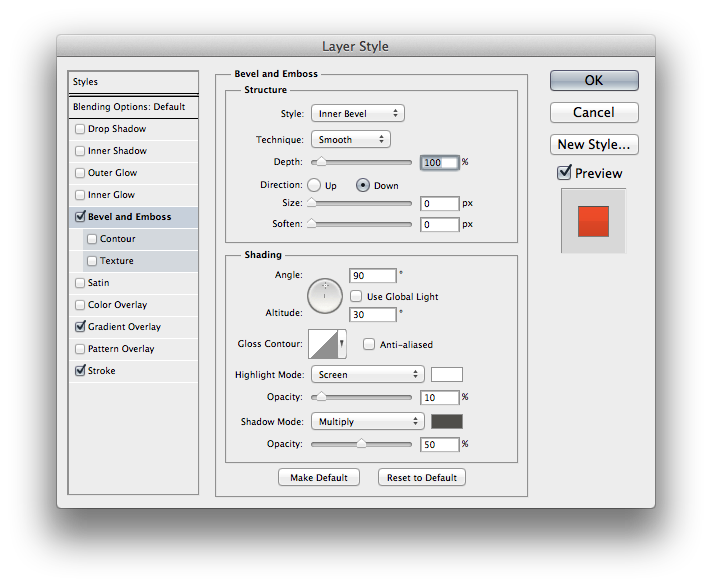 Layer Style
Styles
Blending Options: Default
Drop Shadow
Inner Shadow
Outer Glow
Inner Glow
Bevel and Emboss
Contour
Texture
Satin
Color Overlay
Gradient Overlay
Pattern Overlay
Stroke
Bevel and Emboss
Structure
Style: Inner Bevel
Technique: Smooth
Depth: 100 %
Direction: Up Down
Size: 0 px
Soften: 0 px
Shading
Angle: 90 °
Use Global Light
Altitude: 30 °
Gloss Contour: Anti-aliased
Highlight Mode: Screen
Opacity: 10 %
Shadow Mode: Multiply
Opacity: 50 %
Make Default Reset to Default
OK
Cancel
New Style...
Preview